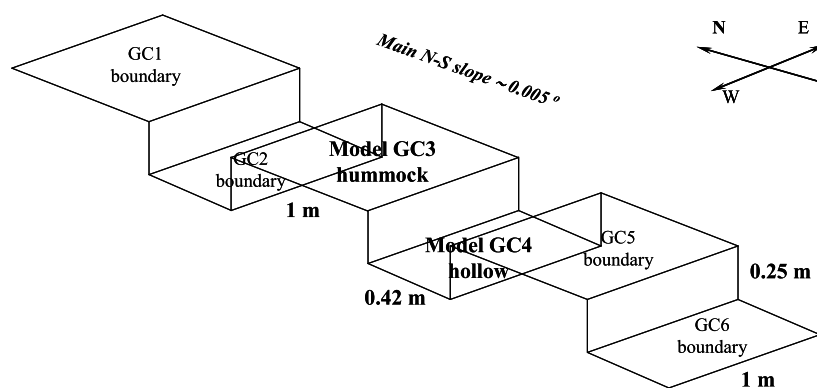 GC1
boundary
Main N-S slope ~0.005 °
N
E
W
GC2
boundary
Model GC3
hummock
1 m
Model GC4
hollow
0.42 m
GC5
boundary
0.25 m
GC6
boundary
1 m